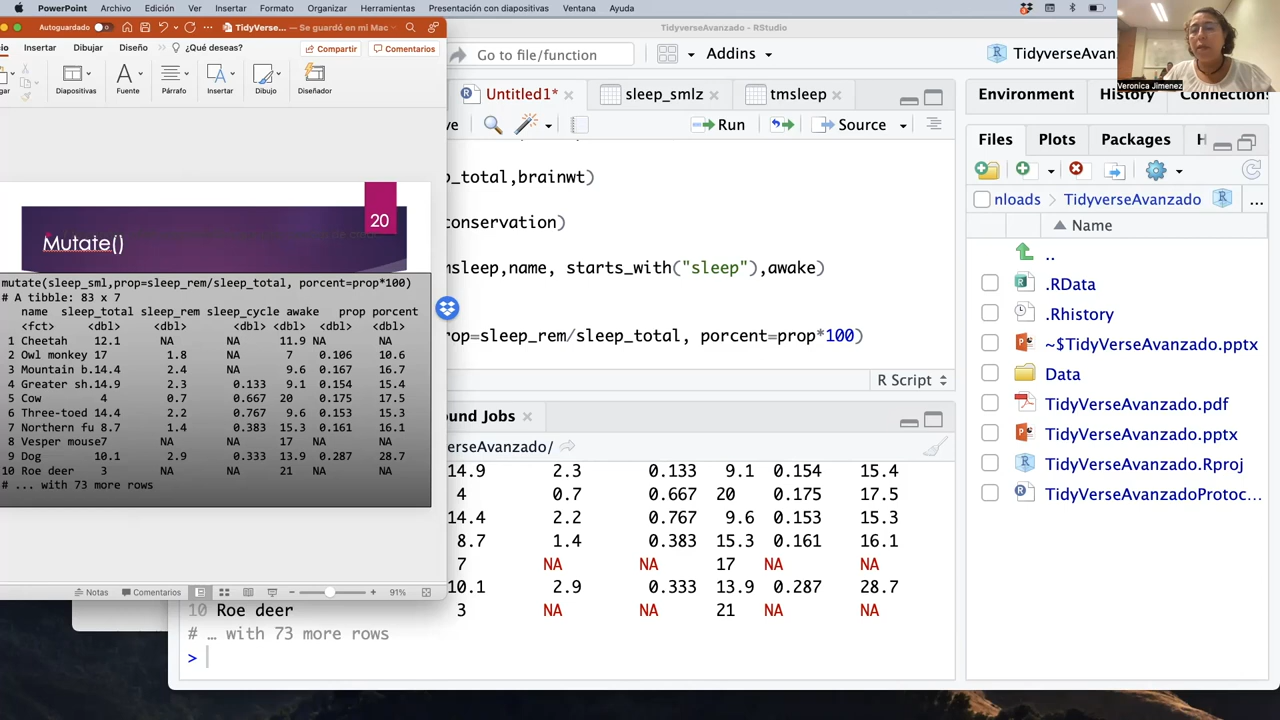 PowerPoint Archivo Edición Ver Insertar Formato Organizar Herramientas Presentación con diapositivas Ventana Ayuda
Autoguardado TidyVerse... — Se guardó en mi Mac
Insertar Dibujar Diseño ¿Qué deseas? Compartir Comentarios
Diapositivas Fuente Párrafo Insertar Dibujo Diseñador
20
Mutate()
mutate(sleep_sml,prop=sleep_rem/sleep_total, porcent=prop*100)
# A tibble: 83 x 7
name sleep_total sleep_rem sleep_cycle awake prop porcent
<fct> <dbl> <dbl> <dbl> <dbl> <dbl> <dbl>
1 Cheetah 12.1 NA NA 11.9 NA NA
2 Owl monkey 17 1.8 NA 7 0.106 10.6
3 Mountain b.14.4 2.4 NA 9.6 0.167 16.7
4 Greater sh.14.9 2.3 0.133 9.1 0.154 15.4
5 Cow 4 0.7 0.667 20 0.175 17.5
6 Three-toed 14.4 2.2 0.767 9.6 0.153 15.3
7 Northern fu 8.7 1.4 0.383 15.3 0.161 16.1
8 Vesper mouse7 NA NA 17 NA NA
9 Dog 10.1 2.9 0.333 13.9 0.287 28.7
10 Roe deer 3 NA NA 21 NA NA
# ... with 73 more rows
Notas Comentarios 91%
TidyverseAvanzado - RStudio
Go to file/function Addins TidyverseAvan
Untitled1* sleep_smlz tmsleep
ve Run Source
p_total,brainwt)
conservation)
msleep,name, starts_with("sleep"),awake)
prop=sleep_rem/sleep_total, porcent=prop*100)
R Script
ound Jobs
erseAvanzado/
14.9 2.3 0.133 9.1 0.154 15.4
4 0.7 0.667 20 0.175 17.5
14.4 2.2 0.767 9.6 0.153 15.3
8.7 1.4 0.383 15.3 0.161 16.1
7 NA NA 17 NA NA
10.1 2.9 0.333 13.9 0.287 28.7
10 Roe deer 3 NA NA 21 NA NA
# … with 73 more rows
>
Environment History Connections
Files Plots Packages H
nloads TidyverseAvanzado ...
Name
..
.RData
.Rhistory
~$TidyVerseAvanzado.pptx
Data
TidyVerseAvanzado.pdf
TidyVerseAvanzado.pptx
TidyVerseAvanzado.Rproj
TidyVerseAvanzadoProtoc...
Veronica Jimenez